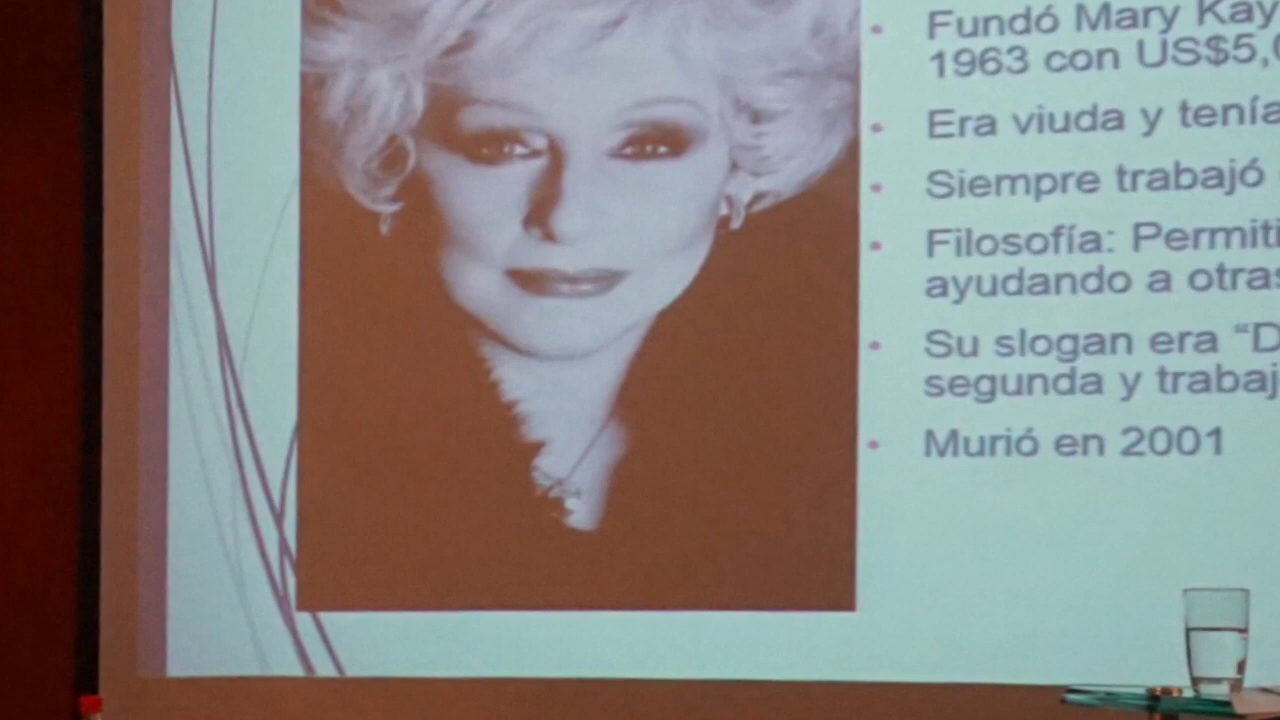 Fundó Mary Kay
1963 con US$5,
Era viuda y tenía
Siempre trabajó
Filosofía: Permiti
ayudando a otras
Su slogan era “D
segunda y trabaj
Murió en 2001